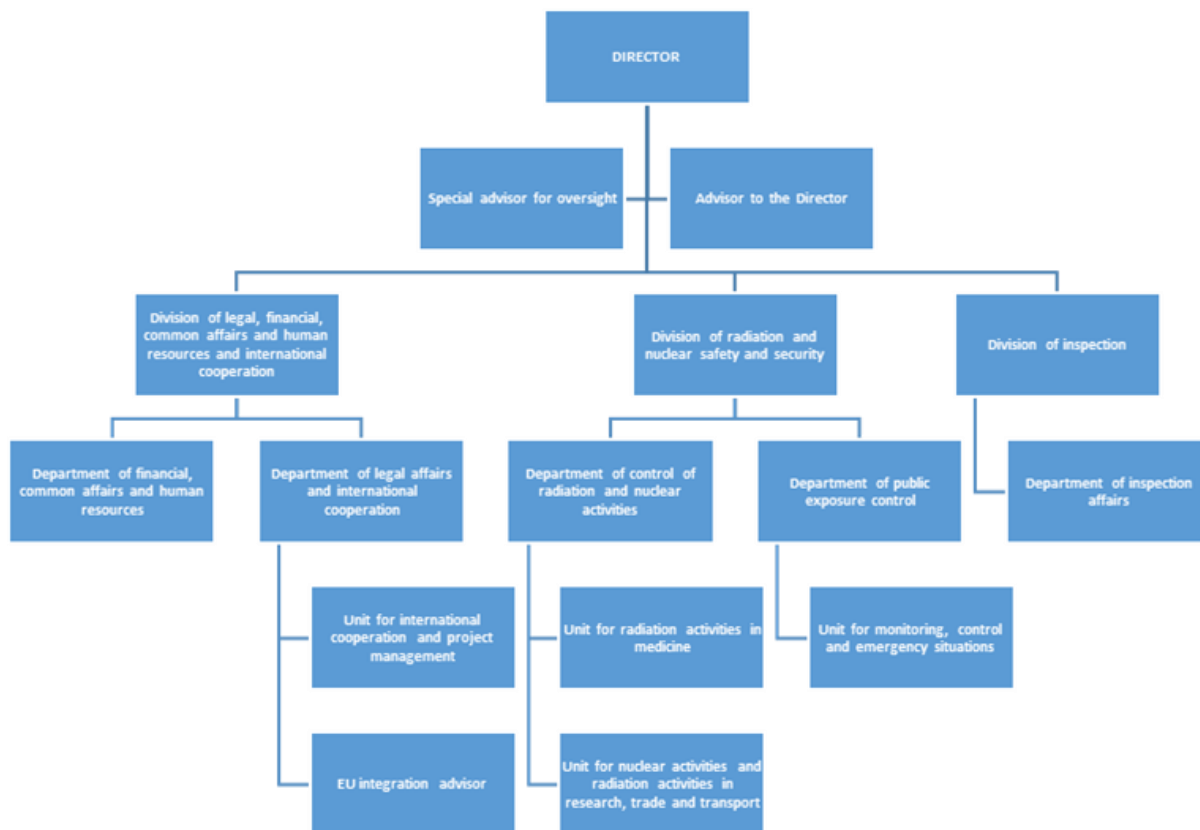 DIRECTOR
Special advisor for oversight
Advisor to the Director
Division of legal, financial,
common affairs and human
resources and international
cooperation
Division of radiation and
nuclear safety and security
Division of inspection
Department of financial,
common affairs and human
resources
Department of legal affairs
and international
cooperation
Department of control of
radiation and nuclear
activities
Department of public
exposure control
Department of inspection
affairs
Unit for international
cooperation and project
management
Unit for radiation activities in
medicine
Unit for monitoring, control
and emergency situations
EU integration advisor
Unit for nuclear activities and
radiation activities in
research, trade and transport